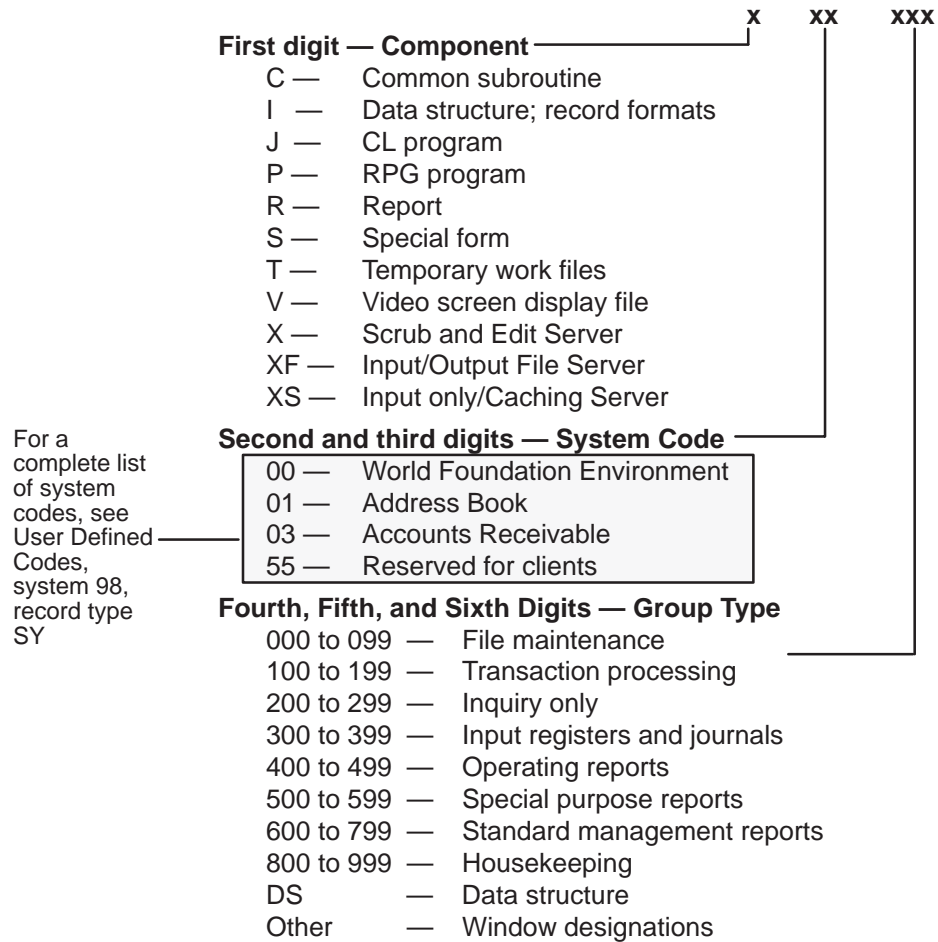 x xx xxx
First digit — Component
C — Common subroutine
I — Data structure; record formats
J — CL program
P — RPG program
R — Report
S — Special form
T — Temporary work files
V — Video screen display file
X — Scrub and Edit Server
XF — Input/Output File Server
XS — Input only/Caching Server
For a
complete list
of system
codes, see
User Defined
Codes,
system 98,
record type
SY
Second and third digits — System Code
00 — World Foundation Environment
01 — Address Book
03 — Accounts Receivable
55 — Reserved for clients
Fourth, Fifth, and Sixth Digits — Group Type
000 to 099 — File maintenance
100 to 199 — Transaction processing
200 to 299 — Inquiry only
300 to 399 — Input registers and journals
400 to 499 — Operating reports
500 to 599 — Special purpose reports
600 to 799 — Standard management reports
800 to 999 — Housekeeping
DS — Data structure
Other — Window designations